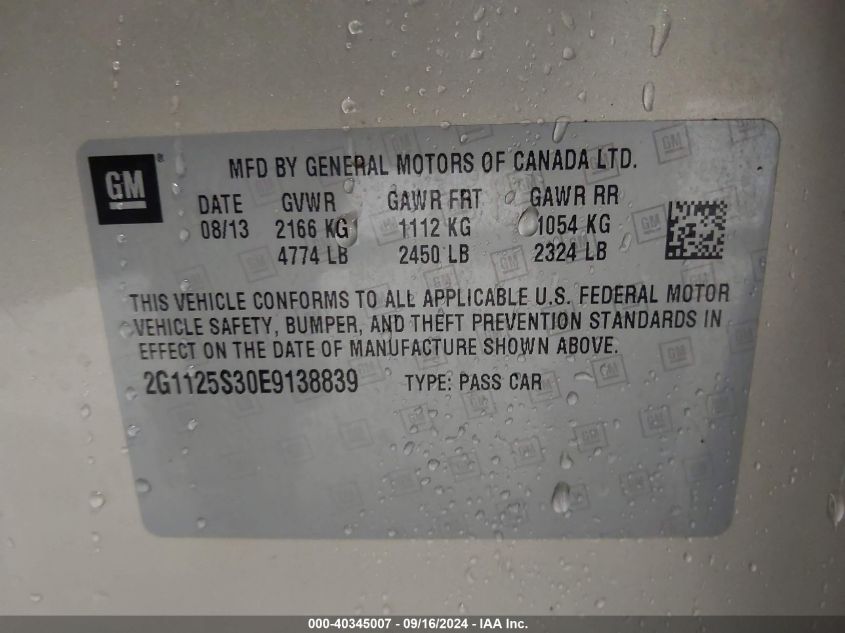 GM ®
MFD BY GENERAL MOTORS OF CANADA LTD.
DATE GVWR GAWR FRT GAWR RR
08/13 2166 KG 1112 KG 1054 KG
4774 LB 2450 LB 2324 LB
THIS VEHICLE CONFORMS TO ALL APPLICABLE U.S. FEDERAL MOTOR
VEHICLE SAFETY, BUMPER, AND THEFT PREVENTION STANDARDS IN
EFFECT ON THE DATE OF MANUFACTURE SHOWN ABOVE.
2G1125S30E9138839 TYPE: PASS CAR
000-40345007 - 09/16/2024 - IAA Inc.